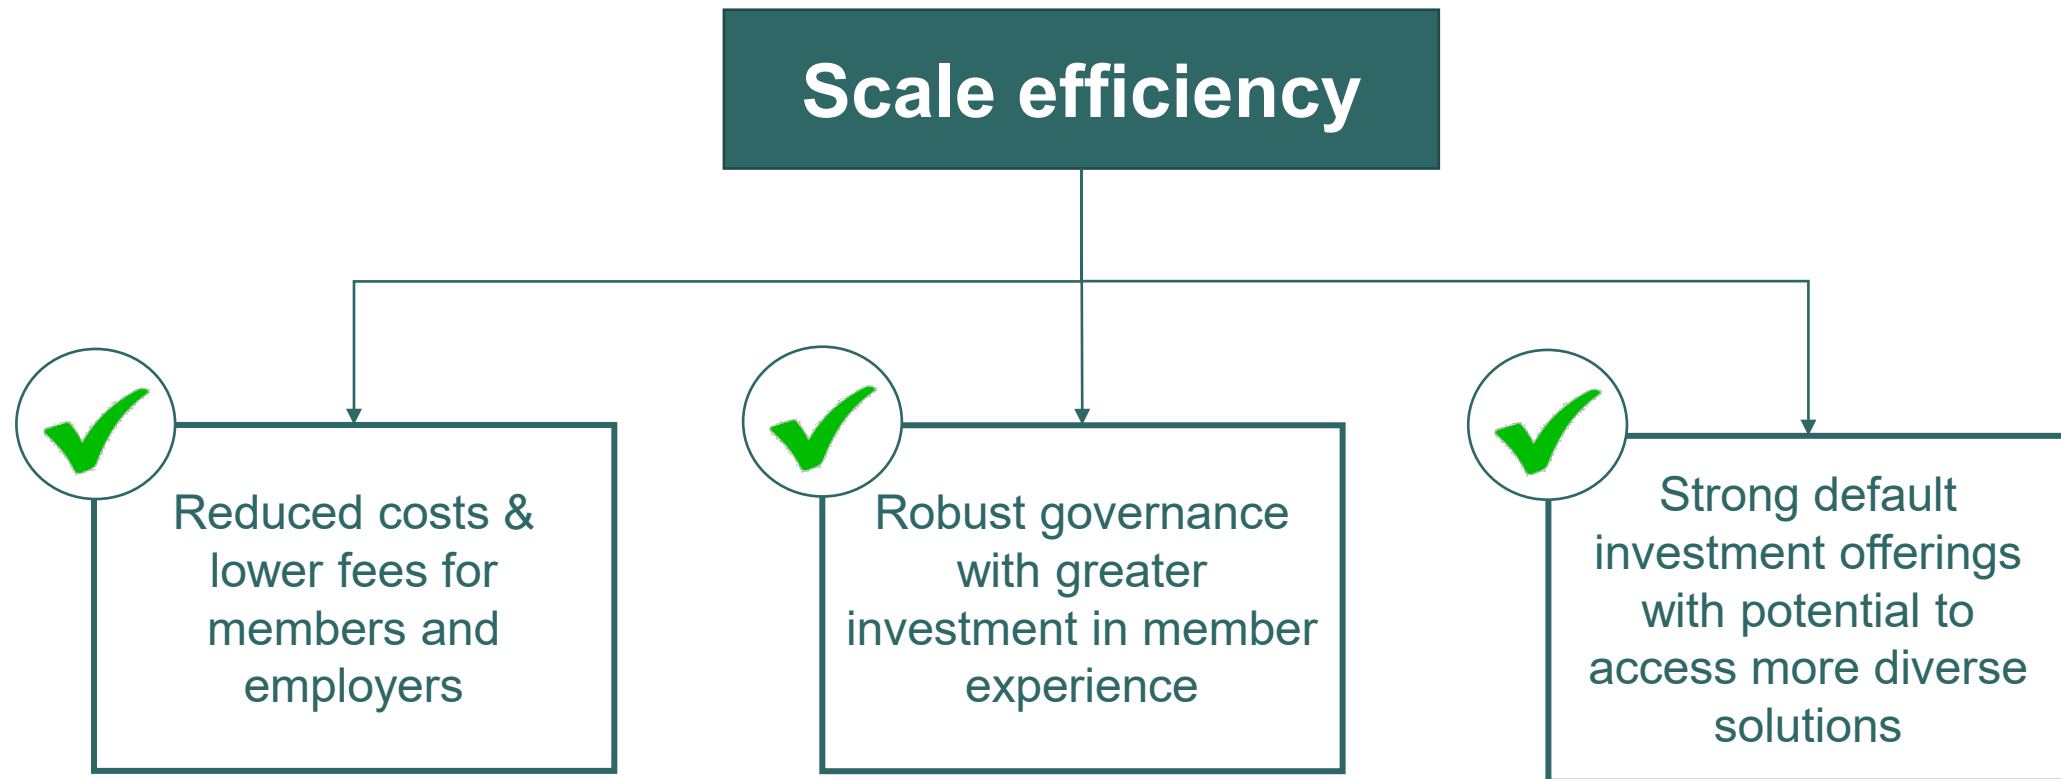 Scale efficiency
Reduced costs &
lower fees for
members and
employers
Robust governance
with greater
investment in member
experience
Strong default
investment offerings
with potential to
access more diverse
solutions